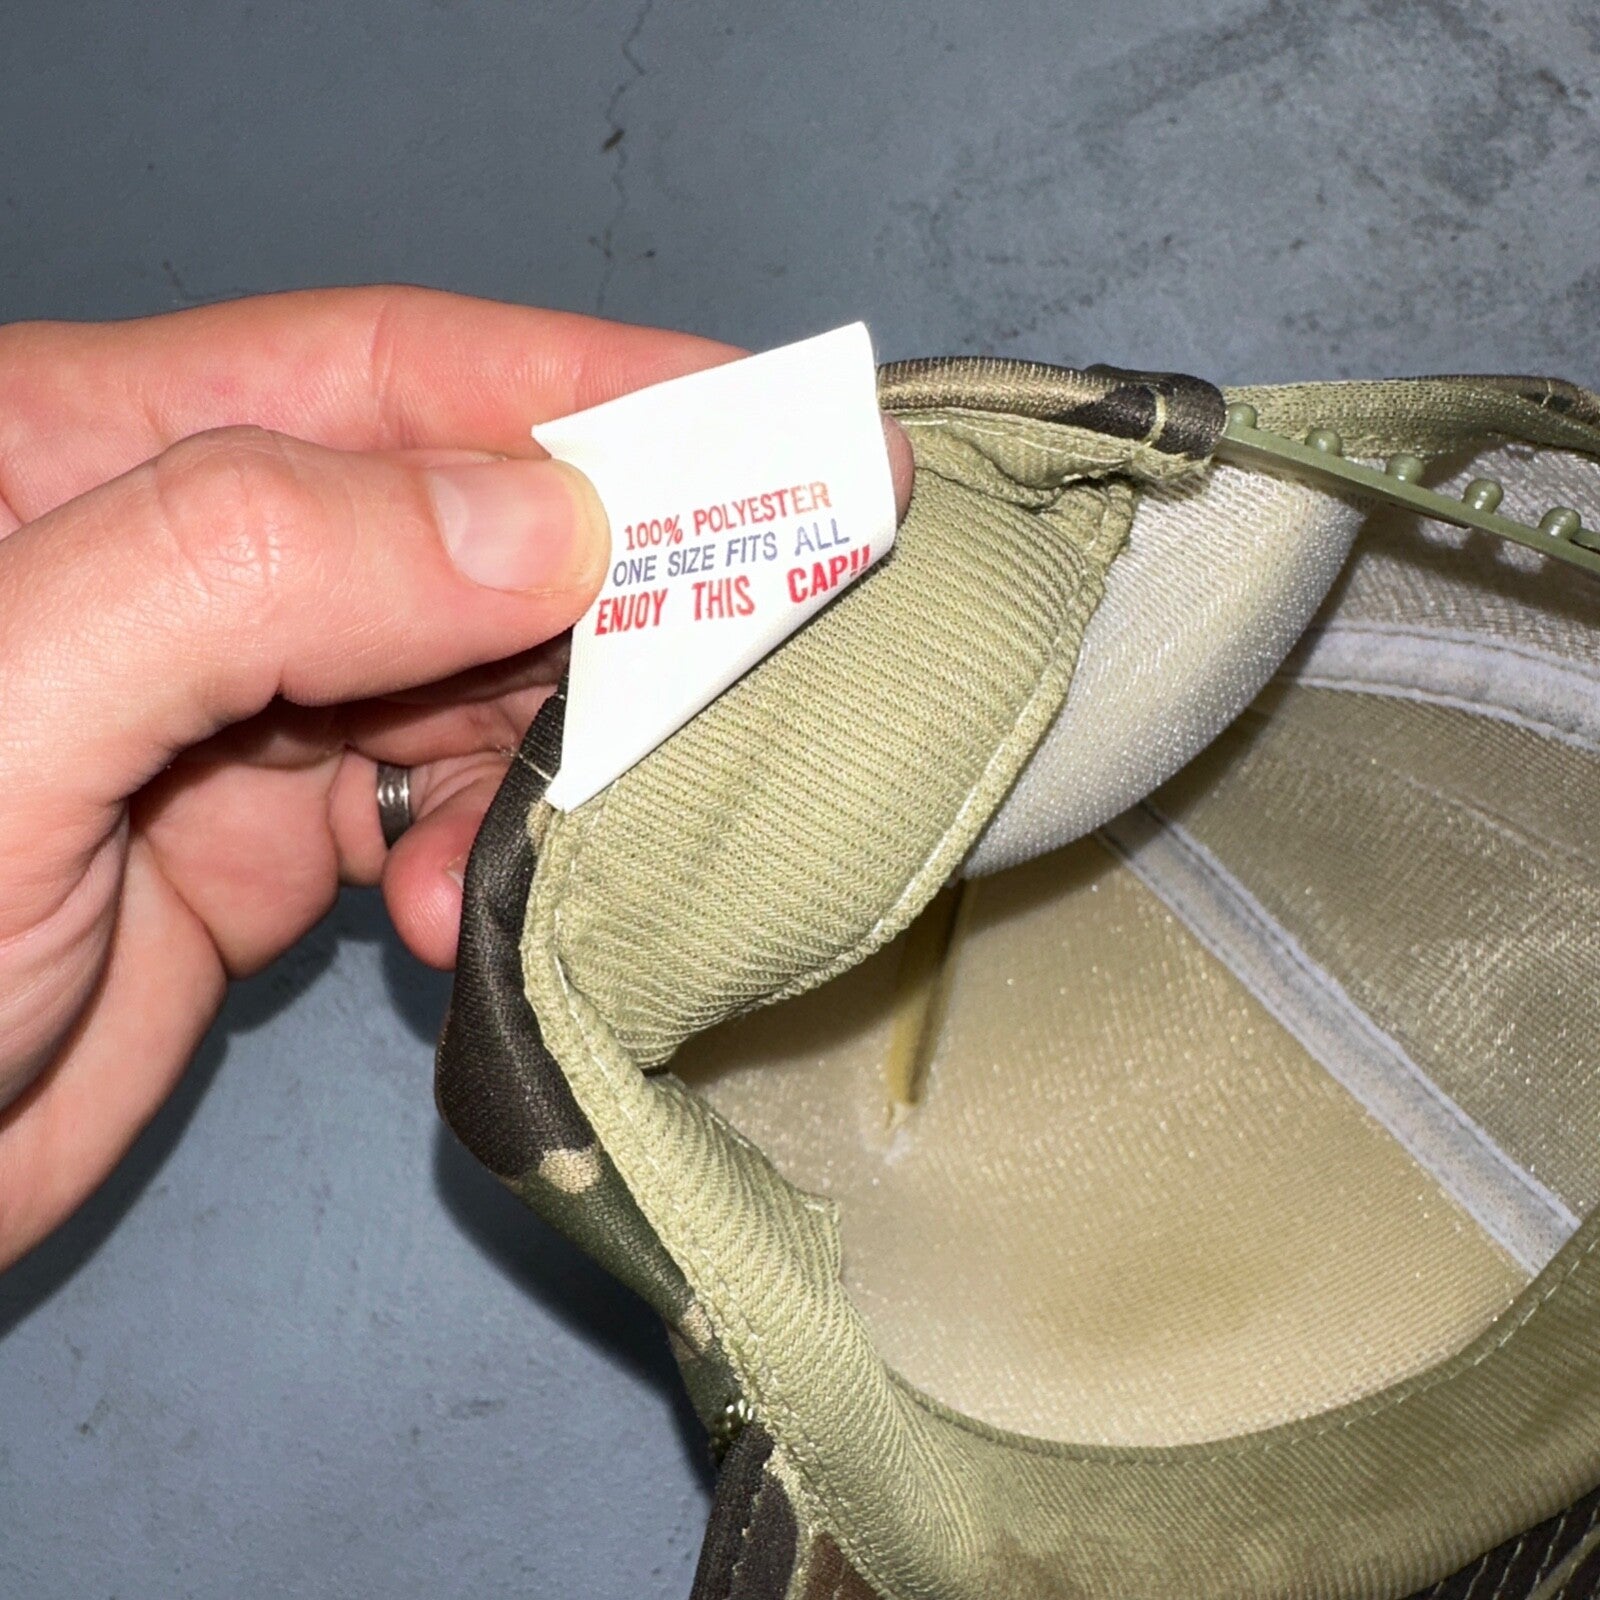 100% POLYESTER
ONE SIZE FITS ALL
ENJOY THIS CAP!!